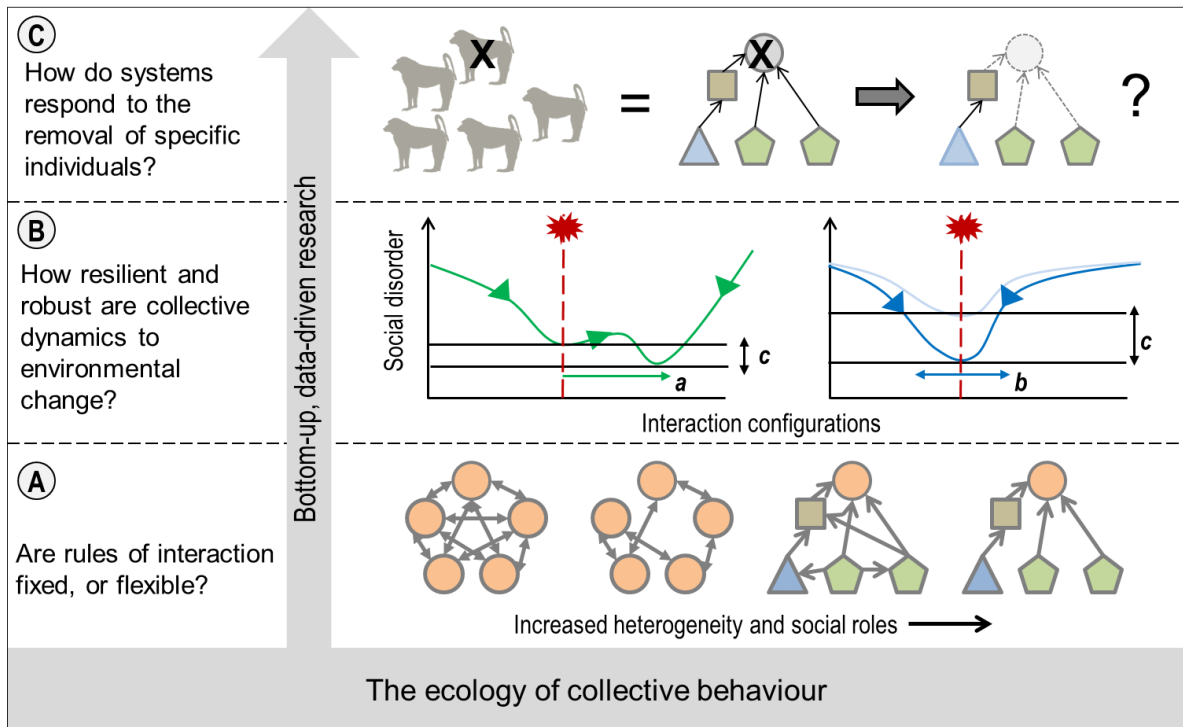 C
How do systems
respond to the
removal of specific
individuals?
X
=
X
?
B
How resilient and
robust are collective
dynamics to
environmental
change?
Social disorder
c
a
c
b
Interaction configurations
A
Are rules of interaction
fixed, or flexible?
Increased heterogeneity and social roles
Bottom-up, data-driven research
The ecology of collective behaviour